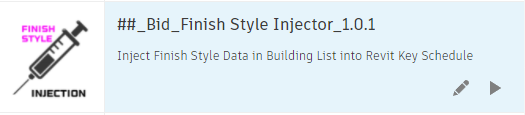 FINISH
STYLE
INJECTION
##_Bid_Finish Style Injector_1.0.1
Inject Finish Style Data in Building List into Revit Key Schedule